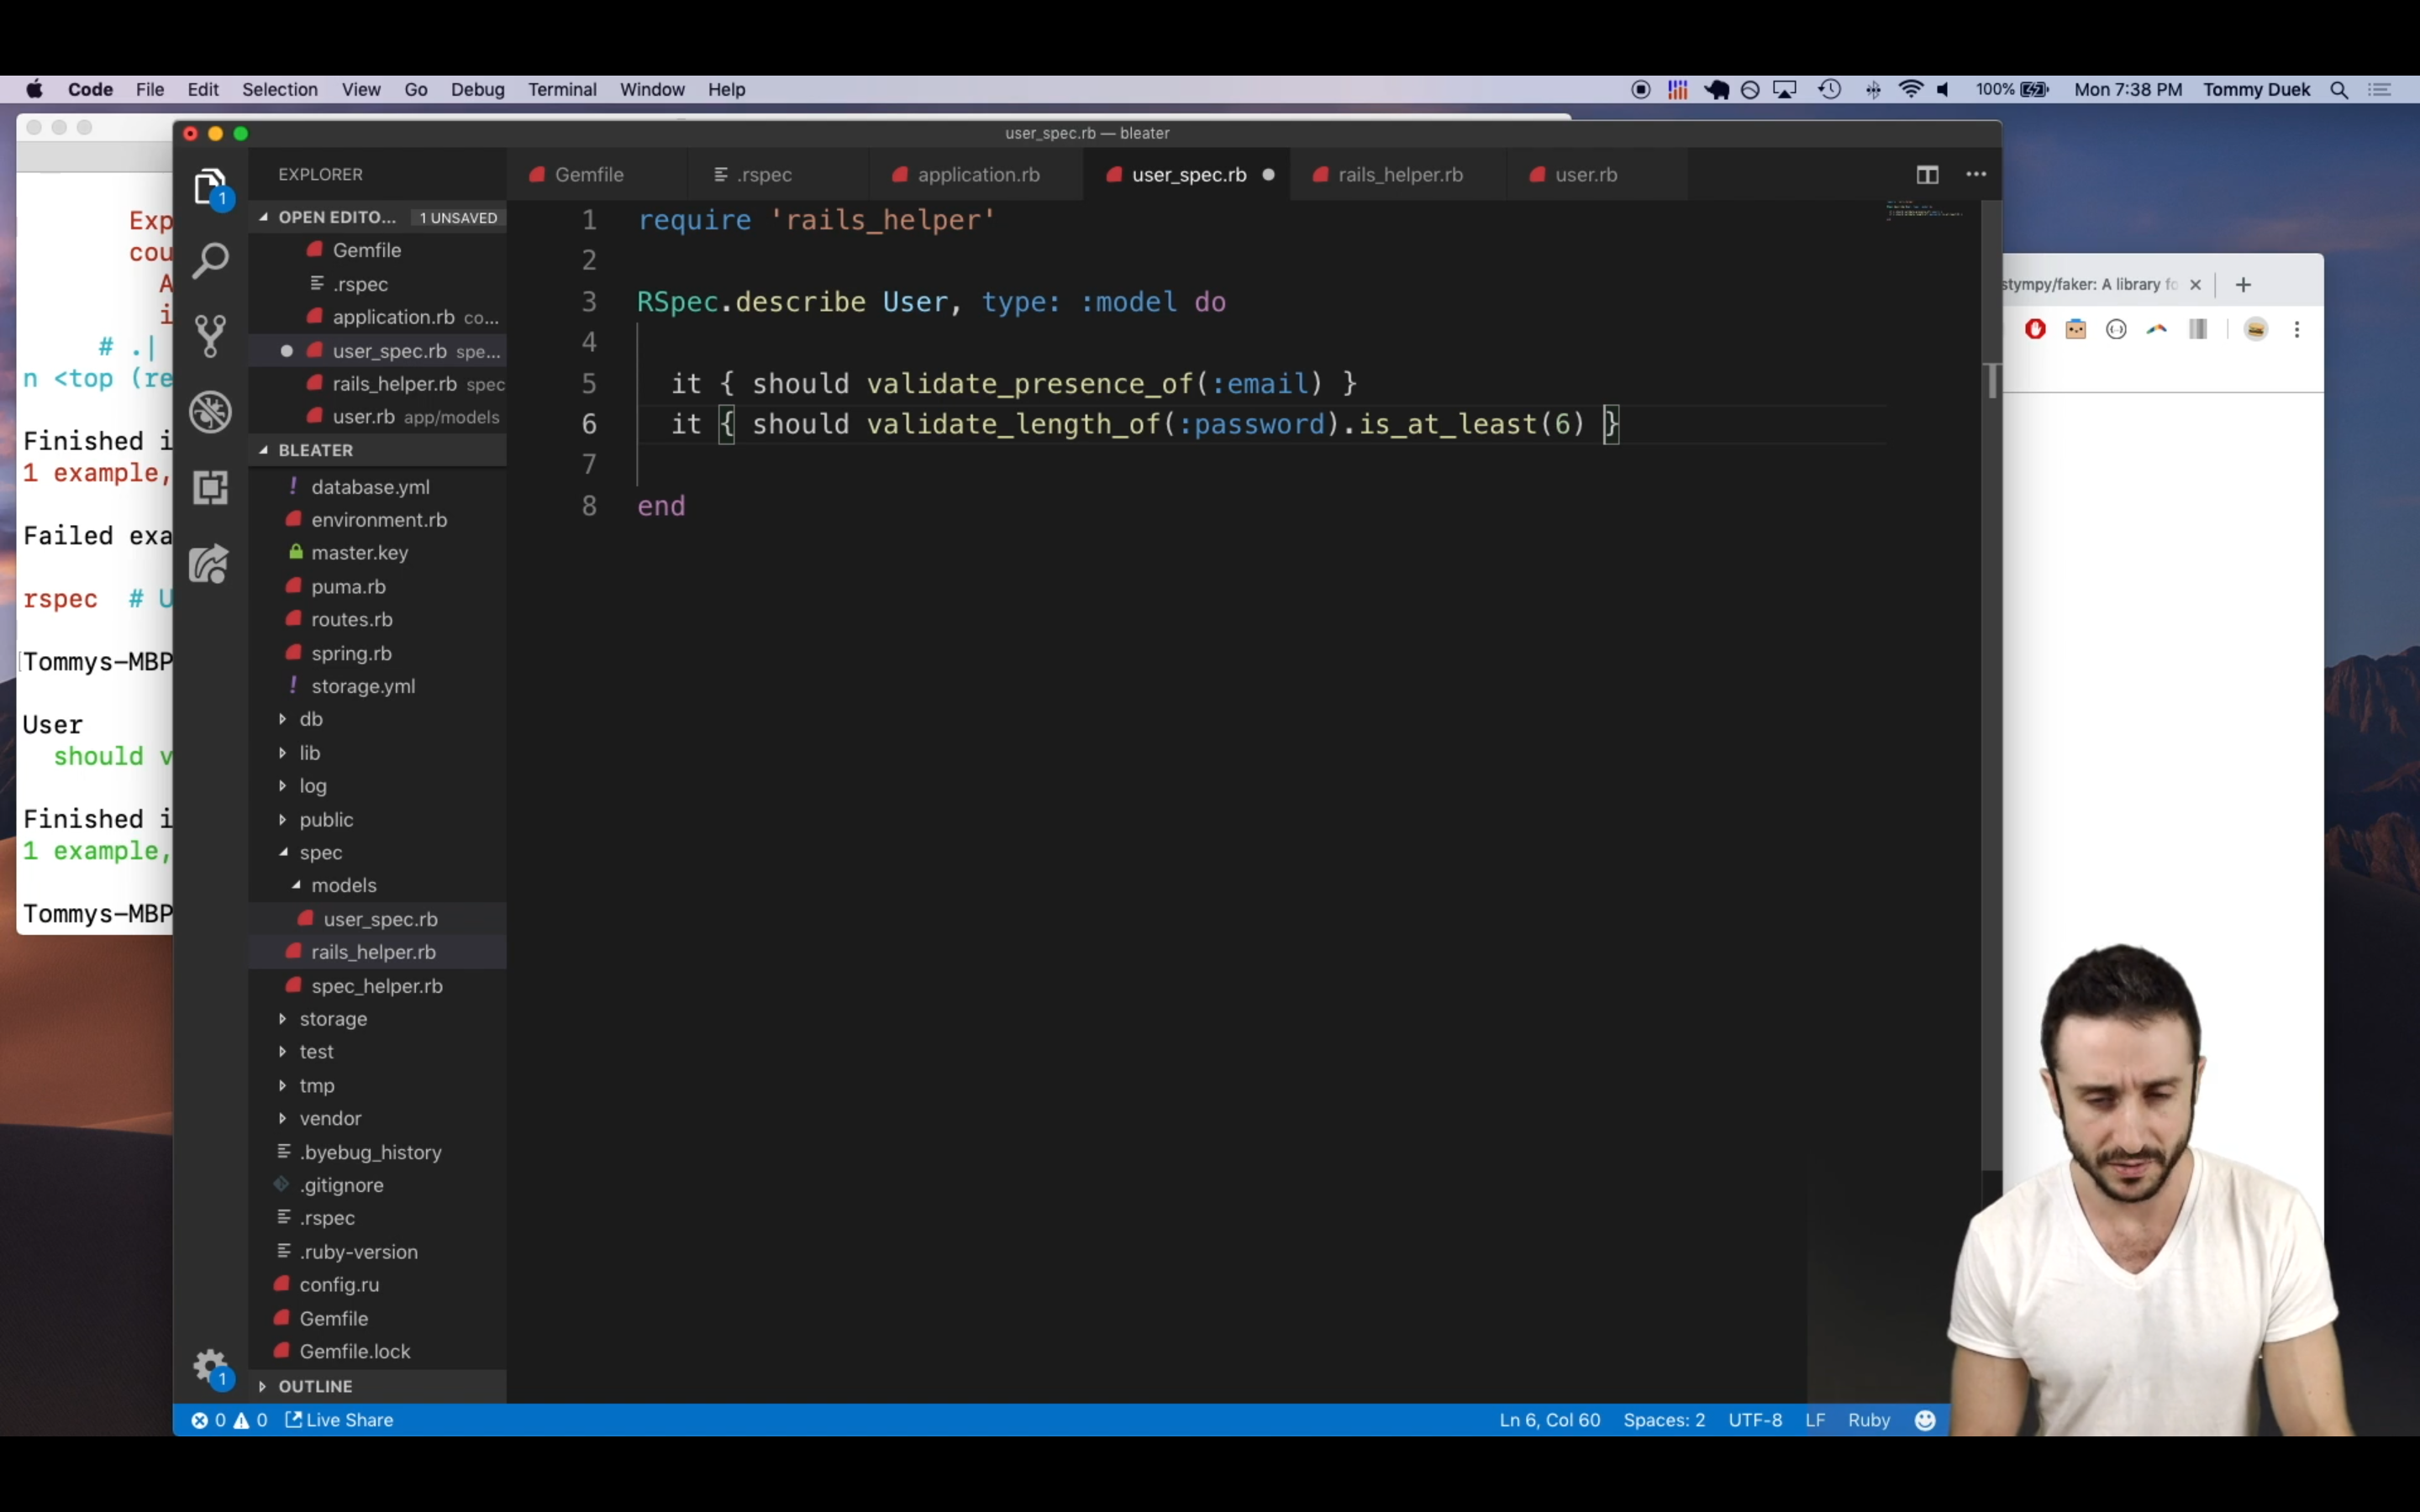 Code File Edit Selection View Go Debug Terminal Window Help
100% Mon 7:38 PM Tommy Duek
user_spec.rb — bleater
EXPLORER
OPEN EDITO... 1 UNSAVED
Gemfile
.rspec
application.rb co...
user_spec.rb spe...
rails_helper.rb spec
user.rb app/models
BLEATER
database.yml
environment.rb
master.key
puma.rb
routes.rb
spring.rb
storage.yml
db
lib
log
public
spec
models
user_spec.rb
rails_helper.rb
spec_helper.rb
storage
test
tmp
vendor
.byebug_history
.gitignore
.rspec
.ruby-version
config.ru
Gemfile
Gemfile.lock
OUTLINE
1
1
Gemfile .rspec application.rb user_spec.rb rails_helper.rb user.rb
1 require 'rails_helper'
2
3 RSpec.describe User, type: :model do
4
5 it { should validate_presence_of(:email) }
6 it { should validate_length_of(:password).is_at_least(6) }
7
8 end
0 0 Live Share
Ln 6, Col 60 Spaces: 2 UTF-8 LF Ruby
Exp
cou
A
i
# .|
n <top (re
Finished i
1 example,
Failed exa
rspec # U
Tommys-MBP
User
should v
Finished i
1 example,
Tommys-MBP
stympy/faker: A library fo